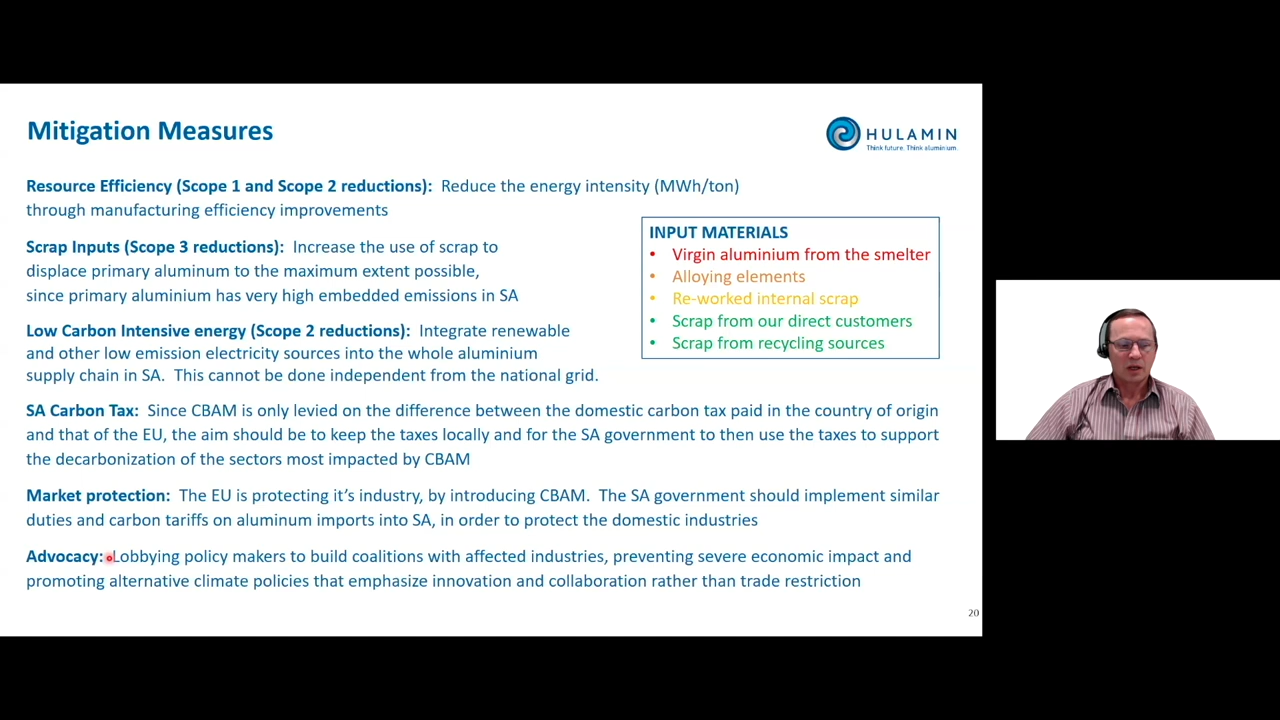 Mitigation Measures
HULAMIN
Think future. Think aluminium.
Resource Efficiency (Scope 1 and Scope 2 reductions): Reduce the energy intensity (MWh/ton)
through manufacturing efficiency improvements
Scrap Inputs (Scope 3 reductions): Increase the use of scrap to
displace primary aluminum to the maximum extent possible,
since primary aluminium has very high embedded emissions in SA
Low Carbon Intensive energy (Scope 2 reductions): Integrate renewable
and other low emission electricity sources into the whole aluminium
supply chain in SA. This cannot be done independent from the national grid.
INPUT MATERIALS
• Virgin aluminium from the smelter
• Alloying elements
• Re-worked internal scrap
• Scrap from our direct customers
• Scrap from recycling sources
SA Carbon Tax: Since CBAM is only levied on the difference between the domestic carbon tax paid in the country of origin
and that of the EU, the aim should be to keep the taxes locally and for the SA government to then use the taxes to support
the decarbonization of the sectors most impacted by CBAM
Market protection: The EU is protecting it's industry, by introducing CBAM. The SA government should implement similar
duties and carbon tariffs on aluminum imports into SA, in order to protect the domestic industries
Advocacy: Lobbying policy makers to build coalitions with affected industries, preventing severe economic impact and
promoting alternative climate policies that emphasize innovation and collaboration rather than trade restriction
20